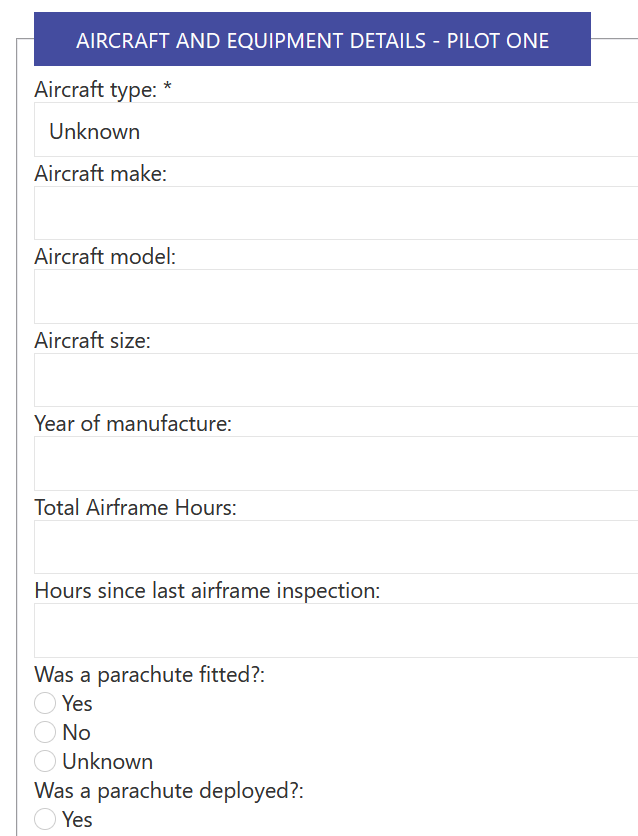 AIRCRAFT AND EQUIPMENT DETAILS - PILOT ONE
Aircraft type: *
Unknown
Aircraft make:
Aircraft model:
Aircraft size:
Year of manufacture:
Total Airframe Hours:
Hours since last airframe inspection:
Was a parachute fitted?:
Yes
No
Unknown
Was a parachute deployed?:
Yes